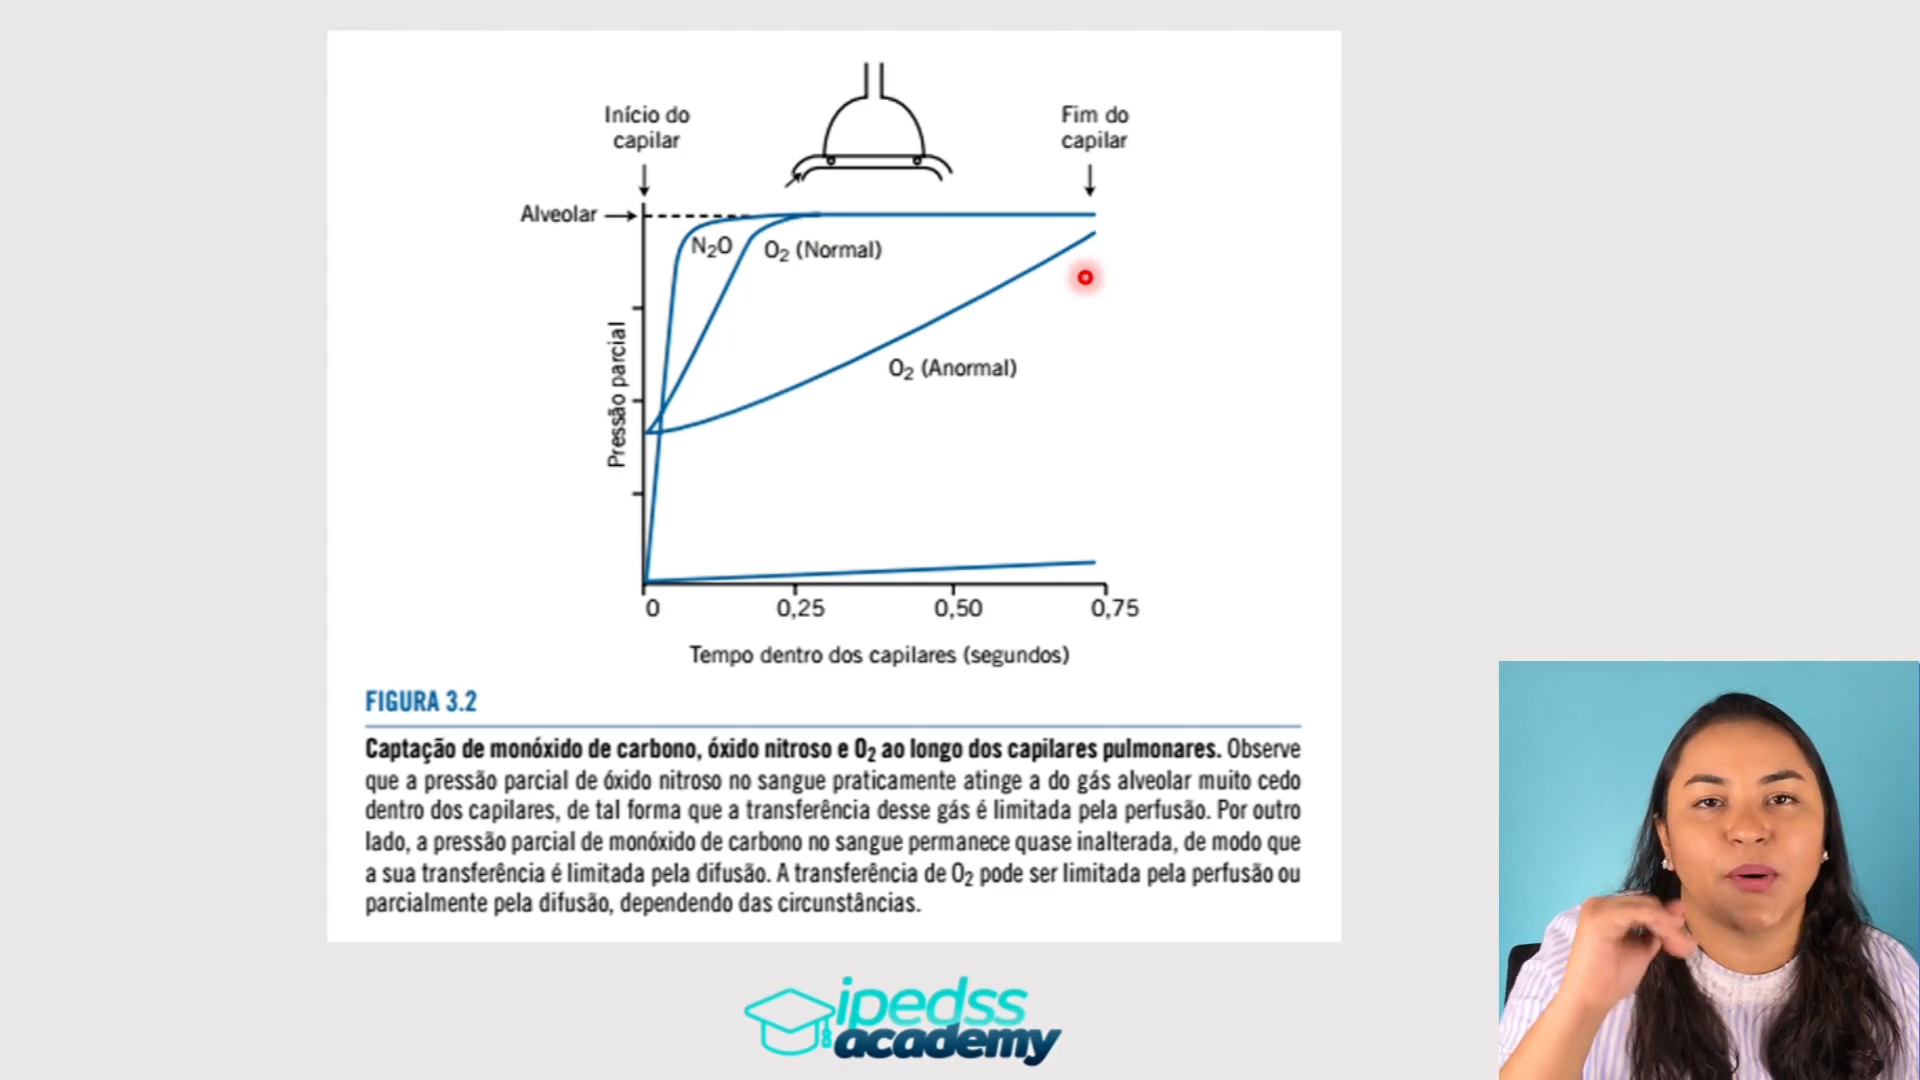 Início do
capilar
Fim do
capilar
Alveolar
N₂O
O₂ (Normal)
O₂ (Anormal)
Pressão parcial
0
0,25
0,50
0,75
Tempo dentro dos capilares (segundos)
FIGURA 3.2
Captação de monóxido de carbono, óxido nitroso e O₂ ao longo dos capilares pulmonares. Observe
que a pressão parcial de óxido nitroso no sangue praticamente atinge a do gás alveolar muito cedo
dentro dos capilares, de tal forma que a transferência desse gás é limitada pela perfusão. Por outro
lado, a pressão parcial de monóxido de carbono no sangue permanece quase inalterada, de modo que
a sua transferência é limitada pela difusão. A transferência de O₂ pode ser limitada pela perfusão ou
parcialmente pela difusão, dependendo das circunstâncias.
ipedss
academy